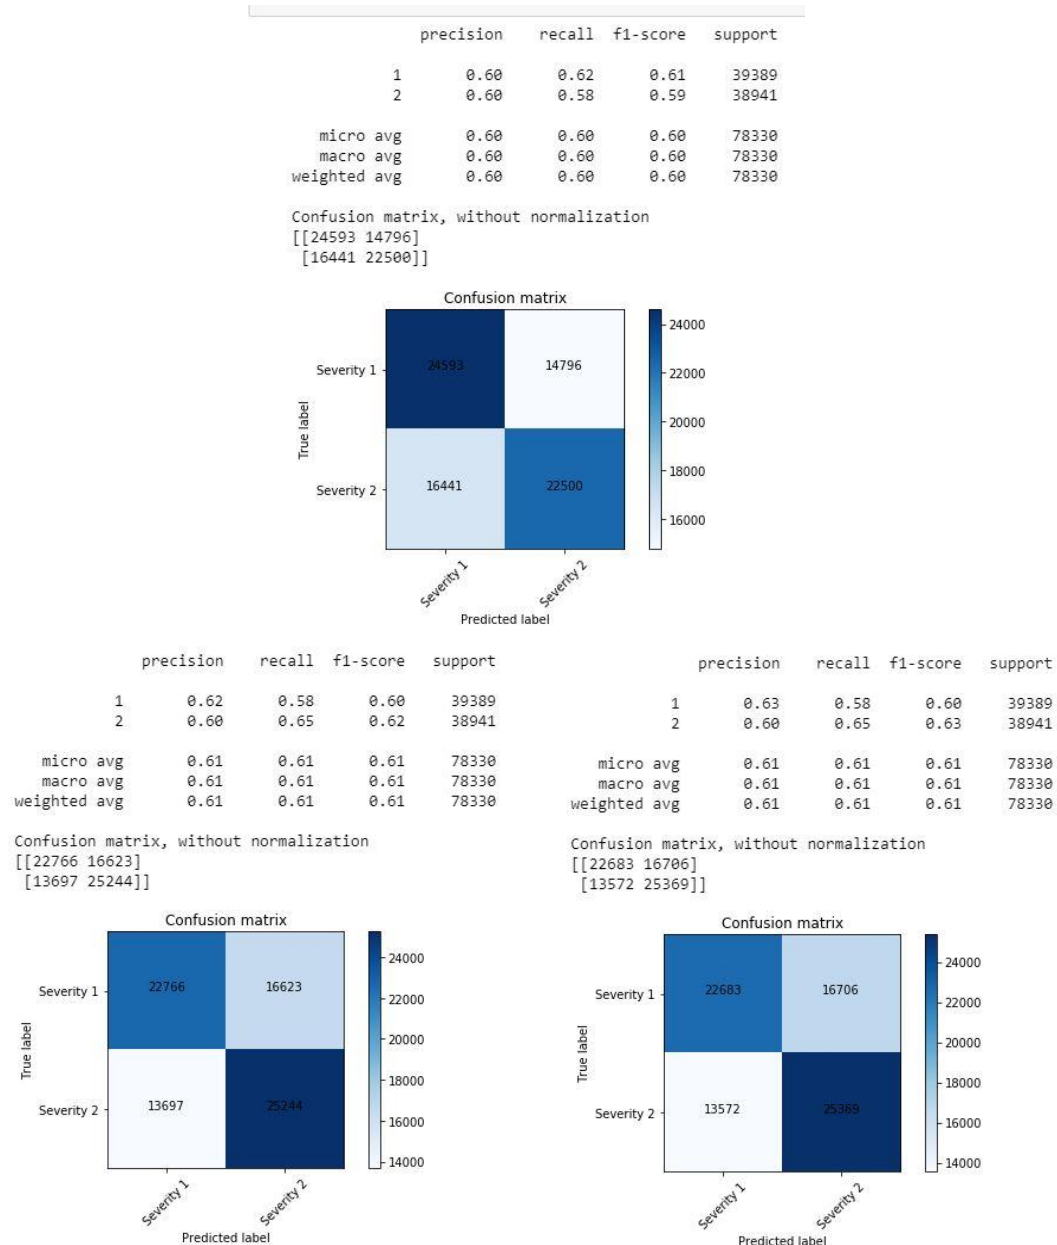 precision recall f1-score support
1 0.60 0.62 0.61 39389
2 0.60 0.58 0.59 38941
micro avg 0.60 0.60 0.60 78330
macro avg 0.60 0.60 0.60 78330
weighted avg 0.60 0.60 0.60 78330
Confusion matrix, without normalization
[[24593 14796]
[16441 22500]]
Confusion matrix
Severity 1
24593 14796
Severity 2
16441 22500
True label
Severity 1 Severity 2
Predicted label
24000
22000
20000
18000
16000
precision recall f1-score support
1 0.62 0.58 0.60 39389
2 0.60 0.65 0.62 38941
micro avg 0.61 0.61 0.61 78330
macro avg 0.61 0.61 0.61 78330
weighted avg 0.61 0.61 0.61 78330
Confusion matrix, without normalization
[[22766 16623]
[13697 25244]]
Confusion matrix
Severity 1
22766 16623
Severity 2
13697 25244
True label
Severity 1 Severity 2
Predicted label
24000
22000
20000
18000
16000
14000
precision recall f1-score support
1 0.63 0.58 0.60 39389
2 0.60 0.65 0.63 38941
micro avg 0.61 0.61 0.61 78330
macro avg 0.61 0.61 0.61 78330
weighted avg 0.61 0.61 0.61 78330
Confusion matrix, without normalization
[[22683 16706]
[13572 25369]]
Confusion matrix
Severity 1
22683 16706
Severity 2
13572 25369
True label
Severity 1 Severity 2
Predicted label
24000
22000
20000
18000
16000
14000